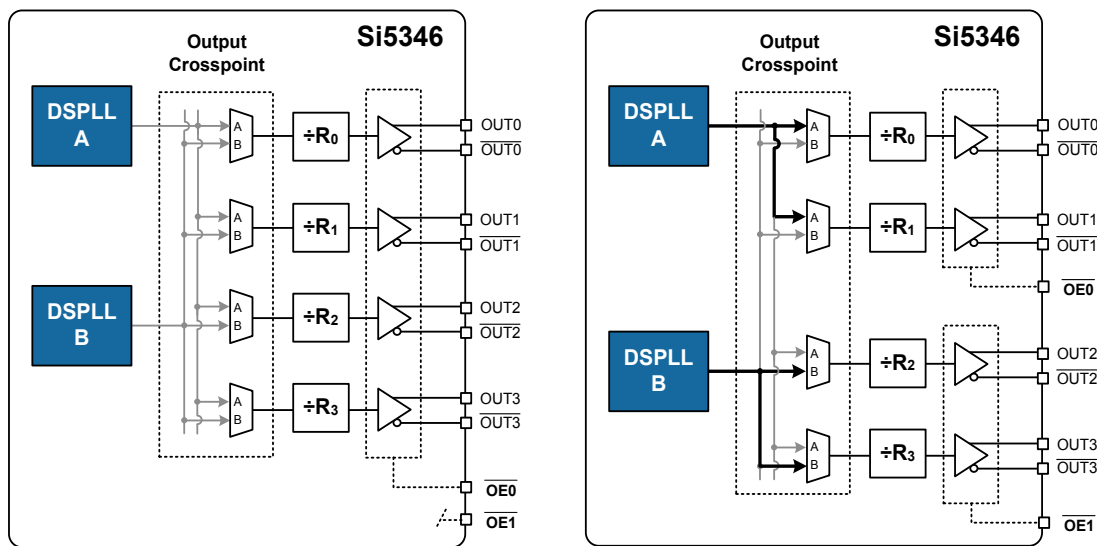 Si5346
Output
Crosspoint
DSPLL
A
A
B
÷R0
OUT0
OUT0
A
B
÷R1
OUT1
OUT1
DSPLL
B
A
B
÷R2
OUT2
OUT2
A
B
÷R3
OUT3
OUT3
OE0
OE1
Si5346
Output
Crosspoint
DSPLL
A
A
B
÷R0
OUT0
OUT0
A
B
÷R1
OUT1
OUT1
OE0
DSPLL
B
A
B
÷R2
OUT2
OUT2
A
B
÷R3
OUT3
OUT3
OE1